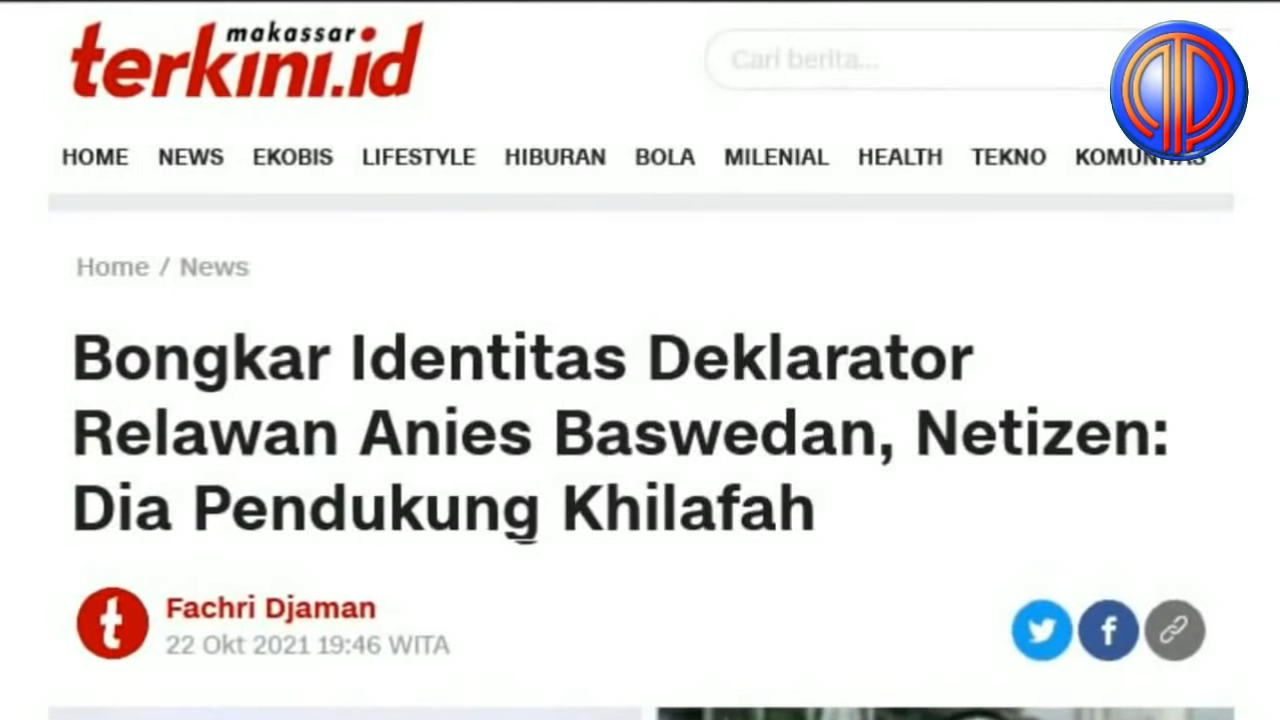 makassar
terkini.id
Cari berita...
HOME NEWS EKOBIS LIFESTYLE HIBURAN BOLA MILENIAL HEALTH TEKNO KOMUNITAS
Home / News
Bongkar Identitas Deklarator
Relawan Anies Baswedan, Netizen:
Dia Pendukung Khilafah
Fachri Djaman
22 Okt 2021 19:46 WITA